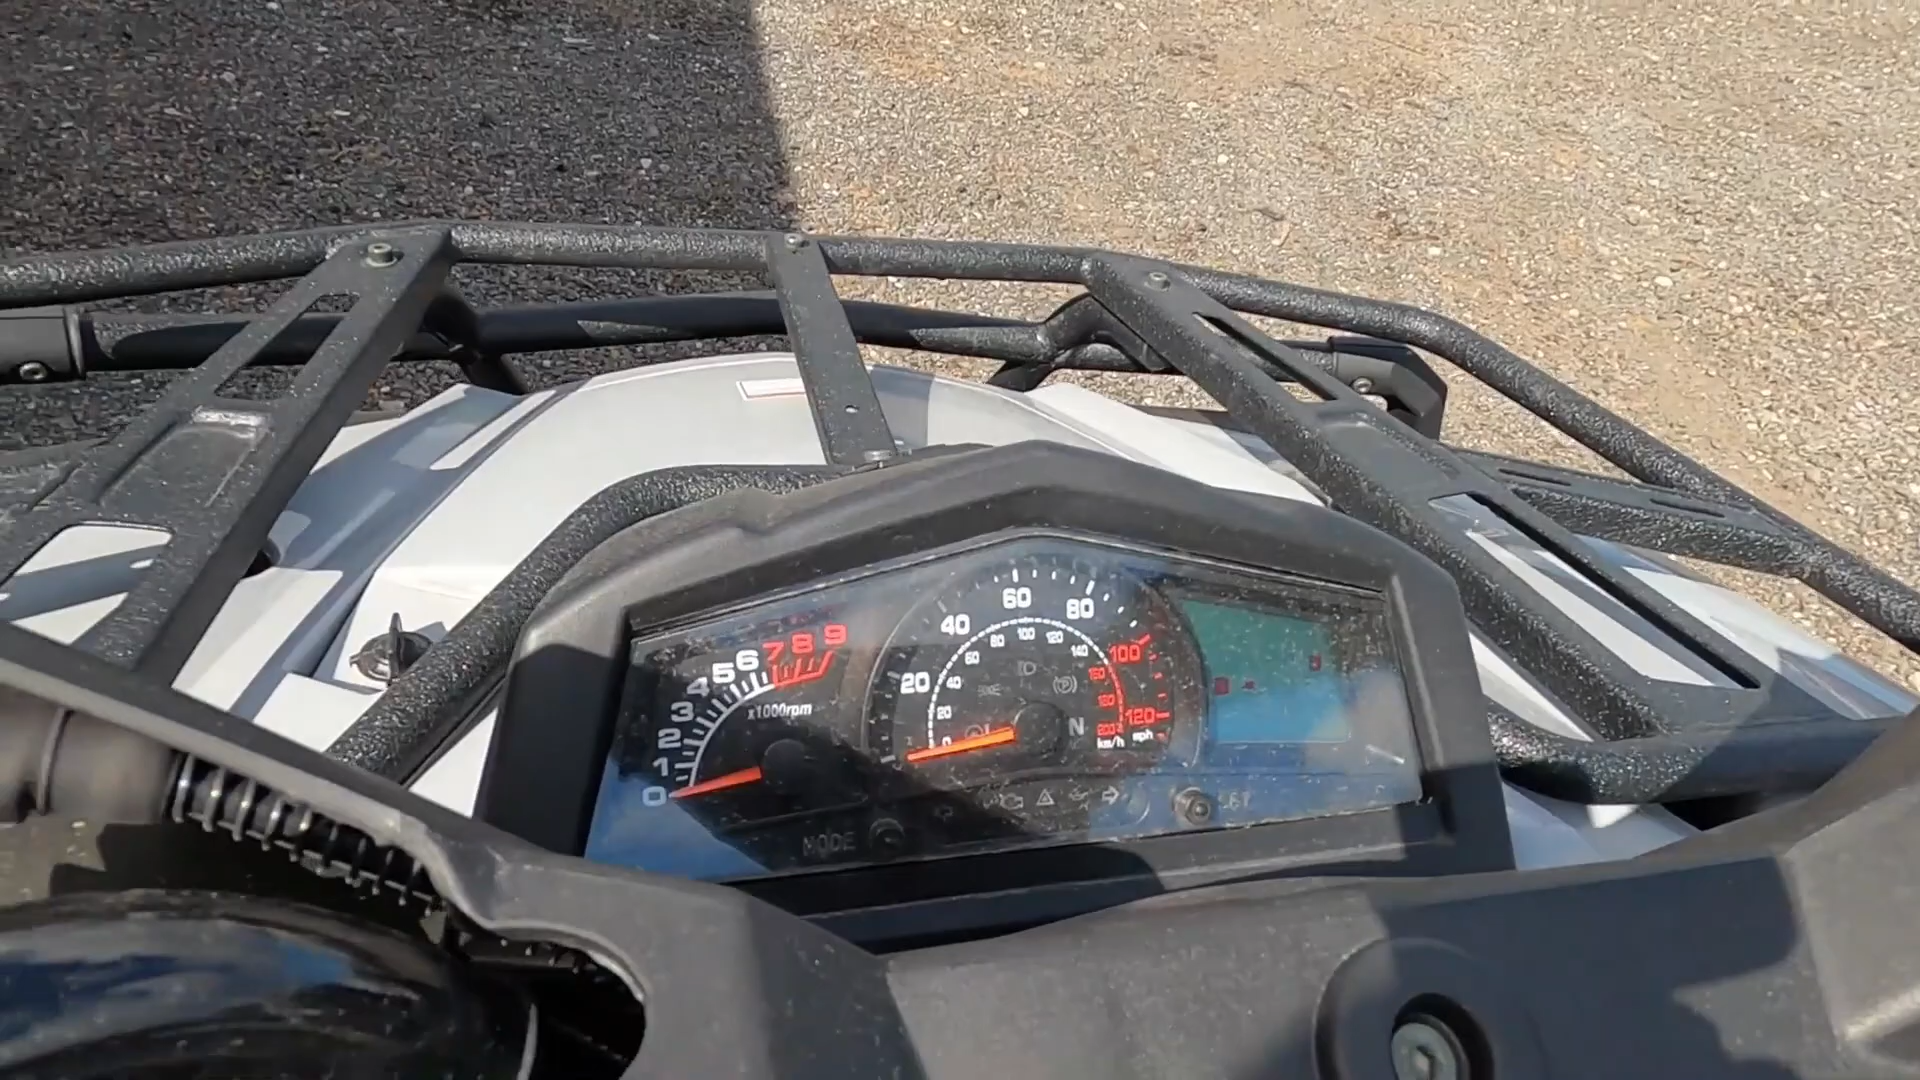 0 1 2 3 4 5 6 7 8 9
x1000rpm
20 40 60 80 100 120
mph
0 20 40 60 80 100 120 140 160 180 200
km/h
N
MODE